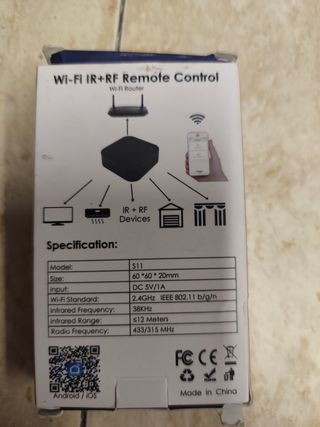 Wi-Fi IR+RF Remote Control
Wi-Fi Router
IR + RF
Devices
Specification:
Model: S11
Size: 60*60*20mm
Input: DC 5V/1A
Wi-Fi Standard: 2.4GHz IEEE 802.11 b/g/n
Infrared Frequency: 38KHz
Infrared Range: ≤12 Meters
Radio Frequency: 433/315 MHz
FC CE
Android / iOS
Made in China